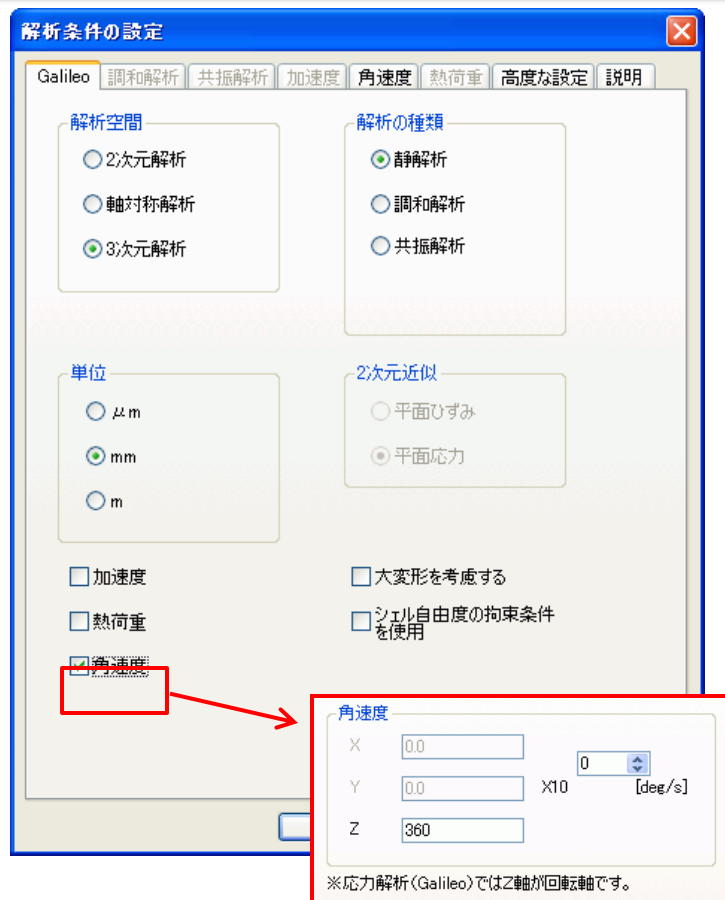 解析条件の設定
Galileo 調和解析 共振解析 加速度 角速度 熱荷重 高度な設定 説明
解析空間
2次元解析
軸対称解析
3次元解析
解析の種類
静解析
調和解析
共振解析
単位
μm
mm
m
2次元近似
平面ひずみ
平面応力
加速度
熱荷重
角速度
大変形を考慮する
シェル自由度の拘束条件
を使用
角速度
X 0.0
Y 0.0
Z 360
X10 0 [deg/s]
※応力解析(Galileo)ではZ軸が回転軸です。